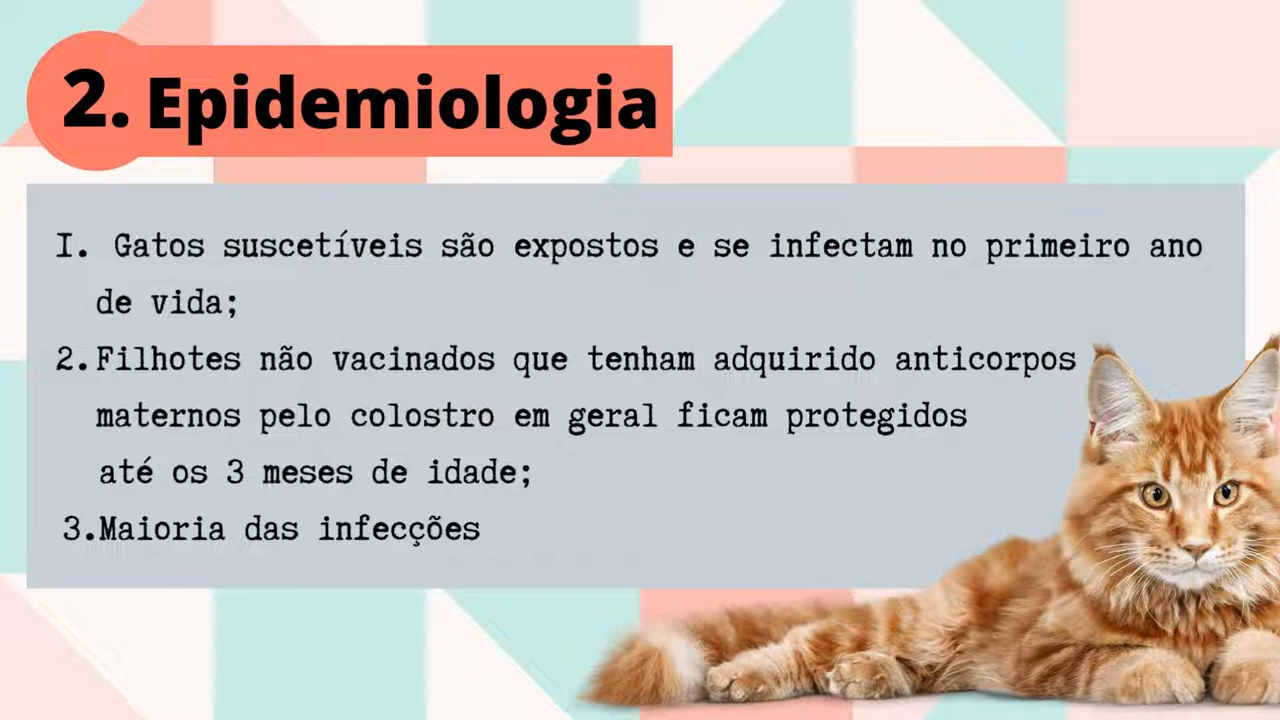 2. Epidemiologia
I. Gatos suscetíveis são expostos e se infectam no primeiro ano
de vida;
2. Filhotes não vacinados que tenham adquirido anticorpos
maternos pelo colostro em geral ficam protegidos
até os 3 meses de idade;
3. Maioria das infecções